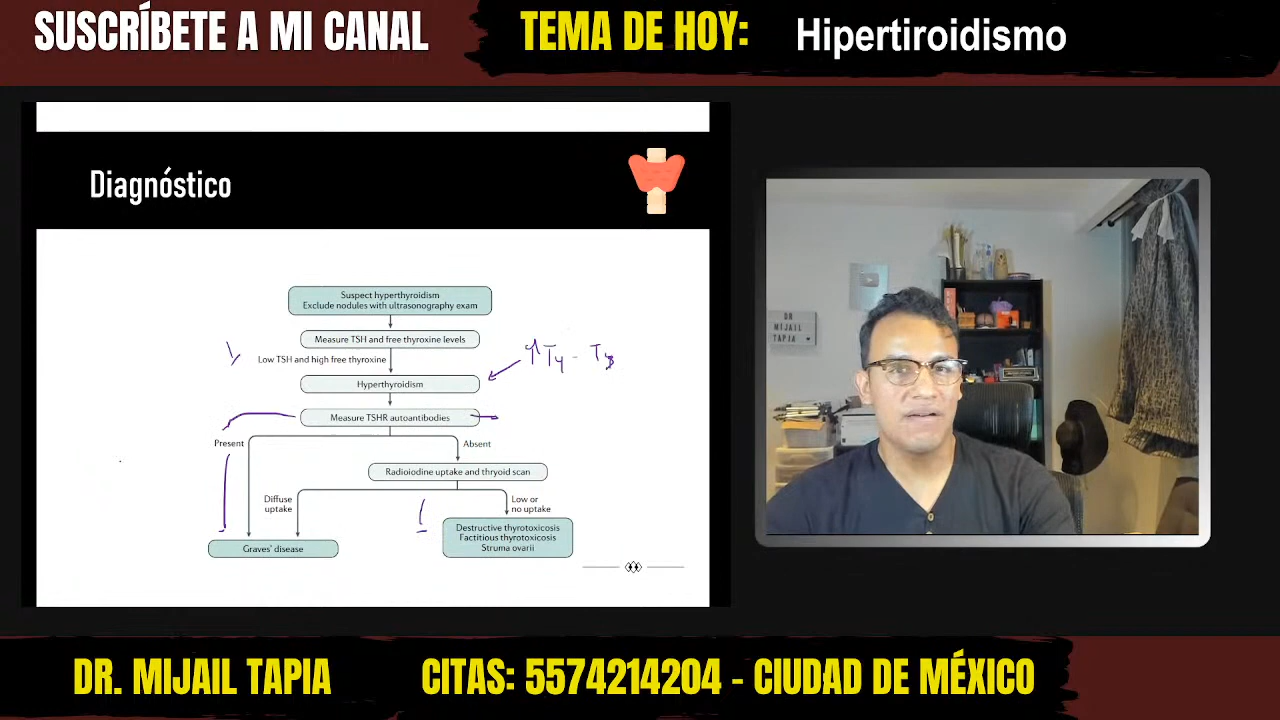 SUSCRÍBETE A MI CANAL
TEMA DE HOY:
Hipertiroidismo
Diagnóstico
Suspect hyperthyroidism
Exclude nodules with ultrasonography exam
Measure TSH and free thyroxine levels
Low TSH and high free thyroxine
Hyperthyroidism
↑T4 - T3
Measure TSHR autoantibodies
Present
Absent
Radioiodine uptake and thryoid scan
Diffuse
uptake
Low or
no uptake
Destructive thyrotoxicosis
Factitious thyrotoxicosis
Struma ovarii
Graves' disease
DR
MIJAIL
TAPIA
DR. MIJAIL TAPIA
CITAS: 5574214204 - CIUDAD DE MÉXICO